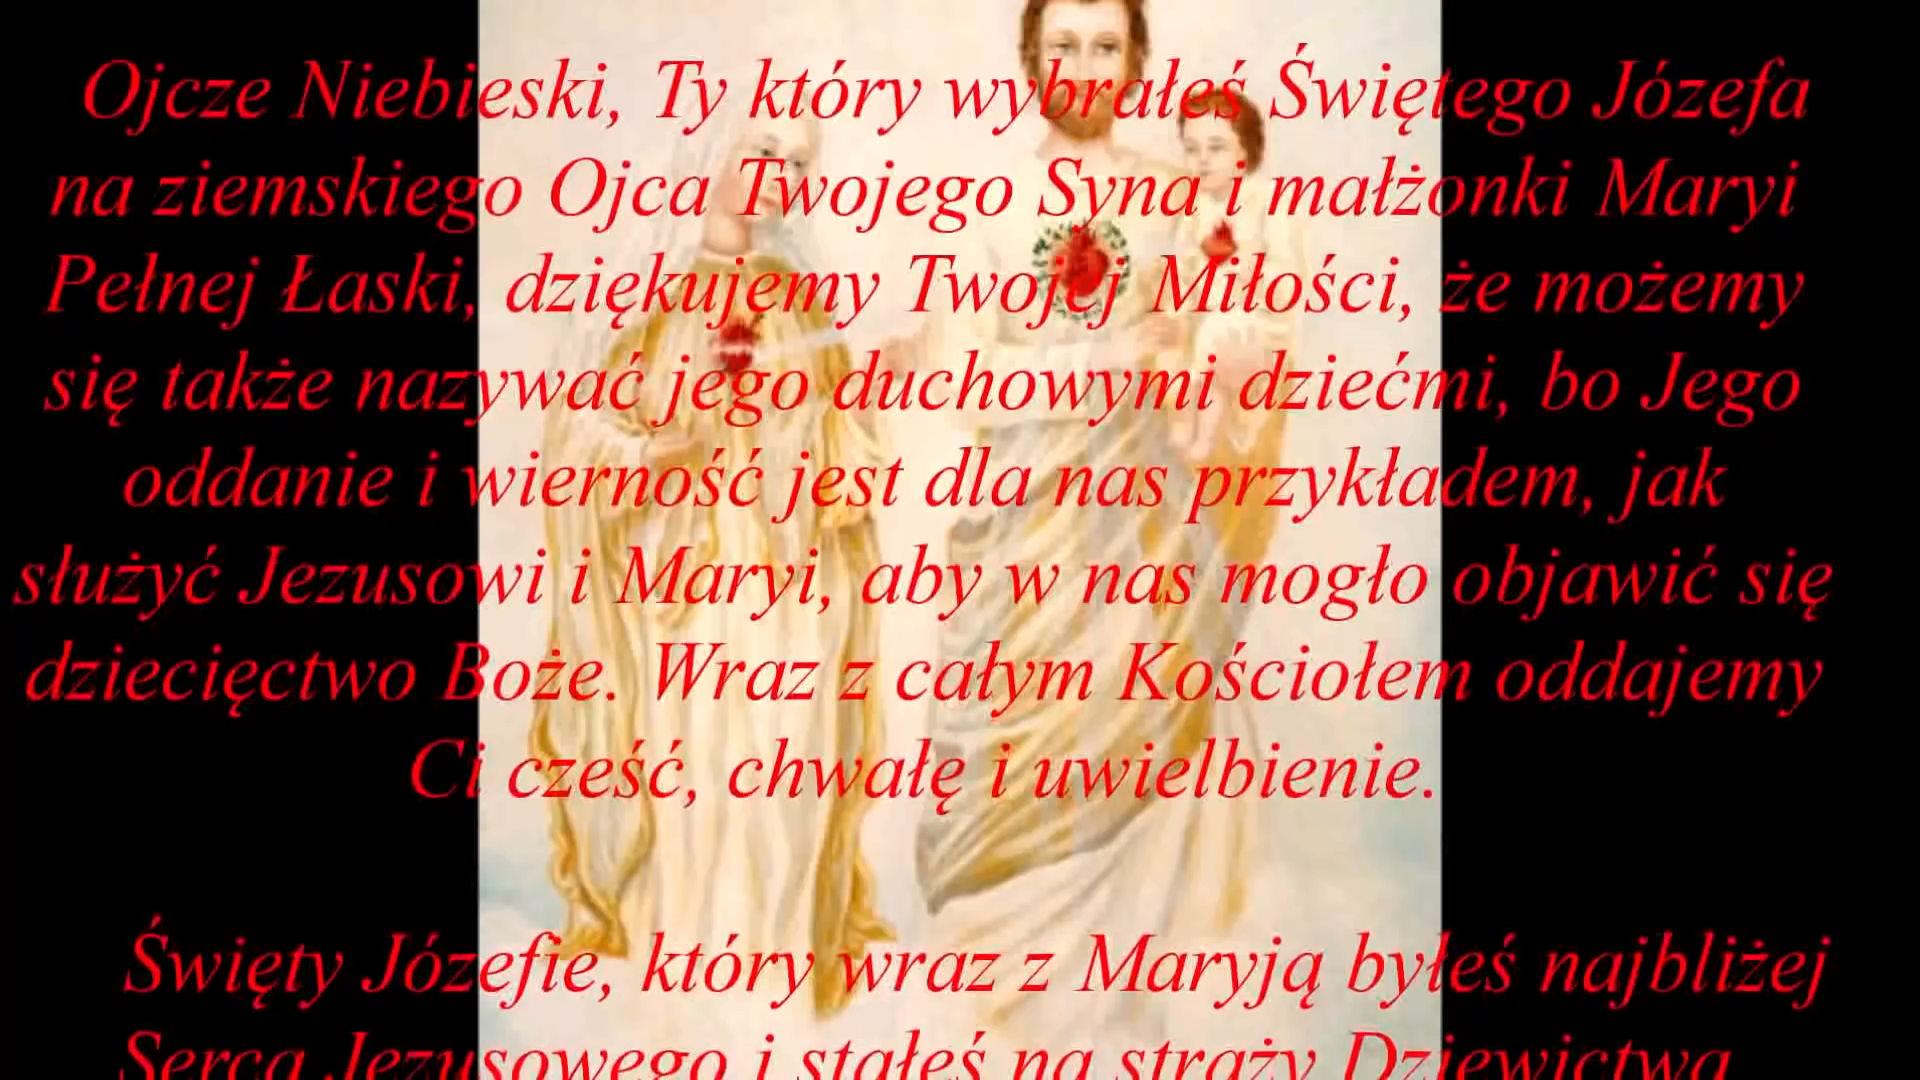 Ojcze Niebieski, Ty który wybrałeś Świętego Józefa
na ziemskiego Ojca Twojego Syna i małżonki Maryi
Pełnej Łaski, dziękujemy Twojej Miłości, że możemy
się także nazywać jego duchowymi dziećmi, bo Jego
oddanie i wierność jest dla nas przykładem, jak
służyć Jezusowi i Maryi, aby w nas mogło objawić się
dziecięctwo Boże. Wraz z całym Kościołem oddajemy
Ci cześć, chwałę i uwielbienie.
Święty Józefie, który wraz z Maryją byłeś najbliżej
Serca Jezusowego i stałeś na straży Dziewictwa